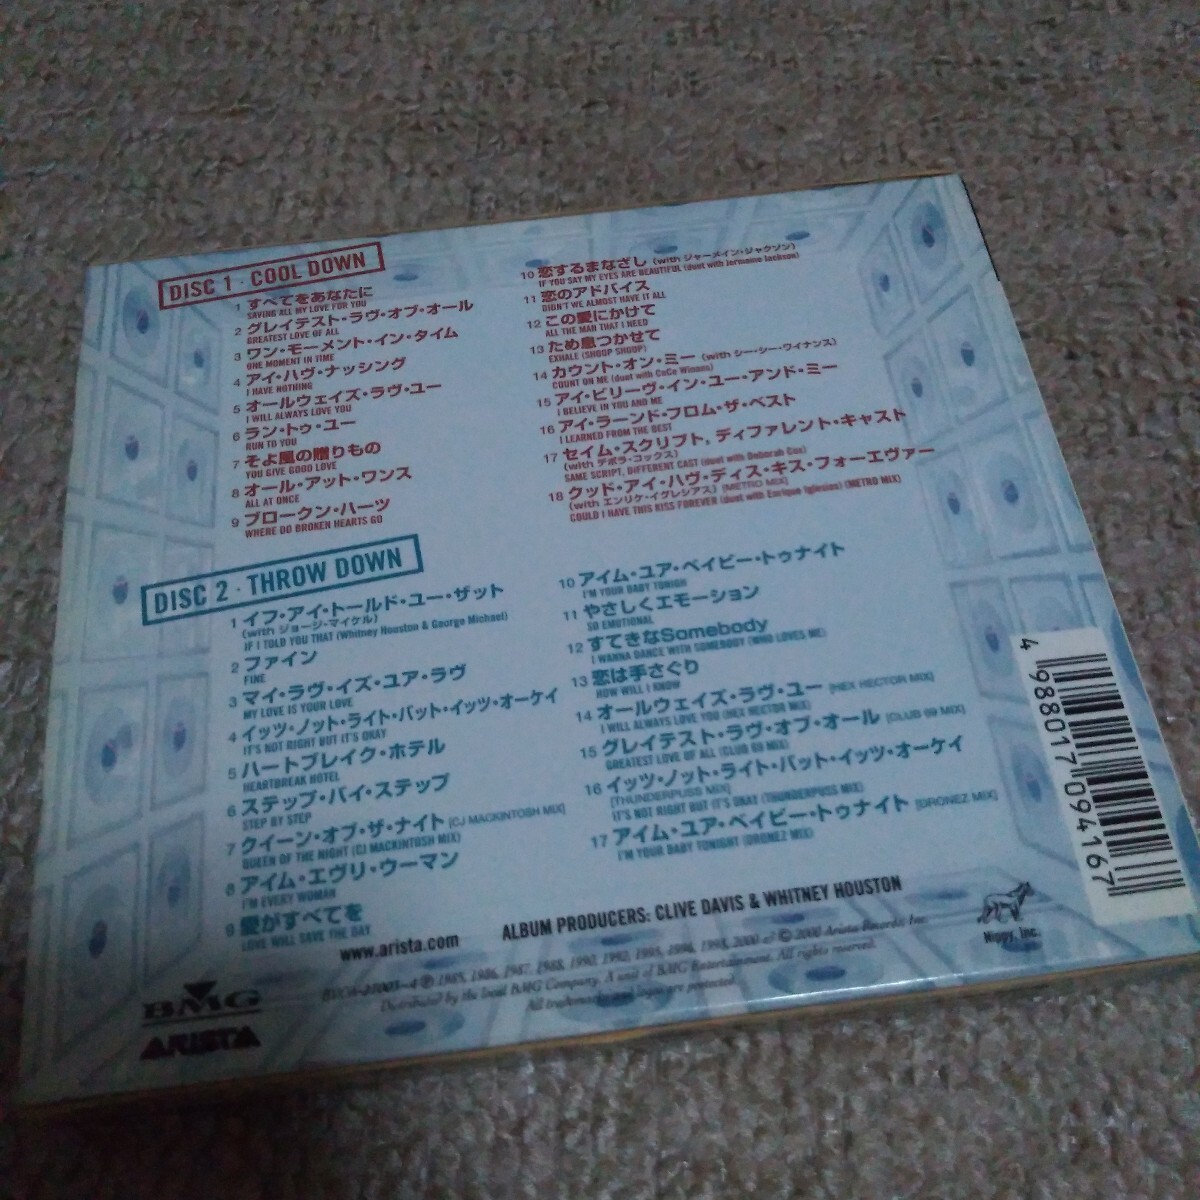 DISC 1 · COOL DOWN
1 すべてをあなたに
SAVING ALL MY LOVE FOR YOU
2 グレイテスト・ラヴ・オブ・オール
GREATEST LOVE OF ALL
3 ワン・モーメント・イン・タイム
ONE MOMENT IN TIME
4 アイ・ハヴ・ナッシング
I HAVE NOTHING
5 オールウェイズ・ラヴ・ユー
I WILL ALWAYS LOVE YOU
6 ラン・トゥ・ユー
RUN TO YOU
7 そよ風の贈りもの
YOU GIVE GOOD LOVE
8 オール・アット・ワンス
ALL AT ONCE
9 ブロークン・ハーツ
WHERE DO BROKEN HEARTS GO
10 恋するまなざし (with ジャーメイン・ジャクソン)
IF YOU SAY MY EYES ARE BEAUTIFUL (duet with Jermaine Jackson)
11 恋のアドバイス
DIDN'T WE ALMOST HAVE IT ALL
12 この愛にかけて
ALL THE MAN THAT I NEED
13 ため息つかせて
EXHALE (SHOOP SHOOP)
14 カウント・オン・ミー (with シー・シー・ワイナンス)
COUNT ON ME (duet with CeCe Winans)
15 アイ・ビリーヴ・イン・ユー・アンド・ミー
I BELIEVE IN YOU AND ME
16 アイ・ラーンド・フロム・ザ・ベスト
I LEARNED FROM THE BEST
17 セイム・スクリプト, ディファレント・キャスト
(with デボラ・コックス)
SAME SCRIPT, DIFFERENT CAST (duet with Deborah Cox)
18 クッド・アイ・ハヴ・ディス・キス・フォーエヴァー
(with エンリケ・イグレシアス) [METRO MIX]
COULD I HAVE THIS KISS FOREVER (duet with Enrique Iglesias) (METRO MIX)
DISC 2 · THROW DOWN
1 イフ・アイ・トールド・ユー・ザット
(with ジョージ・マイケル)
IF I TOLD YOU THAT (Whitney Houston & George Michael)
2 ファイン
FINE
3 マイ・ラヴ・イズ・ユア・ラヴ
MY LOVE IS YOUR LOVE
4 イッツ・ノット・ライト・バット・イッツ・オーケイ
IT'S NOT RIGHT BUT IT'S OKAY
5 ハートブレイク・ホテル
HEARTBREAK HOTEL
6 ステップ・バイ・ステップ
STEP BY STEP
7 クイーン・オブ・ザ・ナイト [CJ MACKINTOSH MIX]
QUEEN OF THE NIGHT (CJ MACKINTOSH MIX)
8 アイム・エヴリ・ウーマン
I'M EVERY WOMAN
9 愛がすべてを
LOVE WILL SAVE THE DAY
10 アイム・ユア・ベイビー・トゥナイト
I'M YOUR BABY TONIGH
11 やさしくエモーション
SO EMOTIONAL
12 すてきなSomebody
I WANNA DANCE WITH SOMEBODY (WHO LOVES ME)
13 恋は手さぐり
HOW WILL I KNOW
14 オールウェイズ・ラヴ・ユー [HEX HECTOR MIX]
I WILL ALWAYS LOVE YOU (HEX HECTOR MIX)
15 グレイテスト・ラヴ・オブ・オール [CLUB 69 MIX]
GREATEST LOVE OF ALL (CLUB 69 MIX)
16 イッツ・ノット・ライト・バット・イッツ・オーケイ
[THUNDERPUSS MIX]
IT'S NOT RIGHT BUT IT'S OKAY (THUNDERPUSS MIX)
17 アイム・ユア・ベイビー・トゥナイト [DRONEZ MIX]
I'M YOUR BABY TONIGHT (DRONEZ MIX)
4 988017 094167
www.arista.com
ALBUM PRODUCERS: CLIVE DAVIS & WHITNEY HOUSTON
Nippy, Inc.
BMG
ARISTA
℗ 1985, 1986, 1987, 1988, 1990, 1992, 1995, 1996, 1998, 2000 & © 2000 Arista Records, Inc.
Distributed by the local BMG Company. A unit of BMG Entertainment. All rights reserved.
All trademarks and logos are protected.